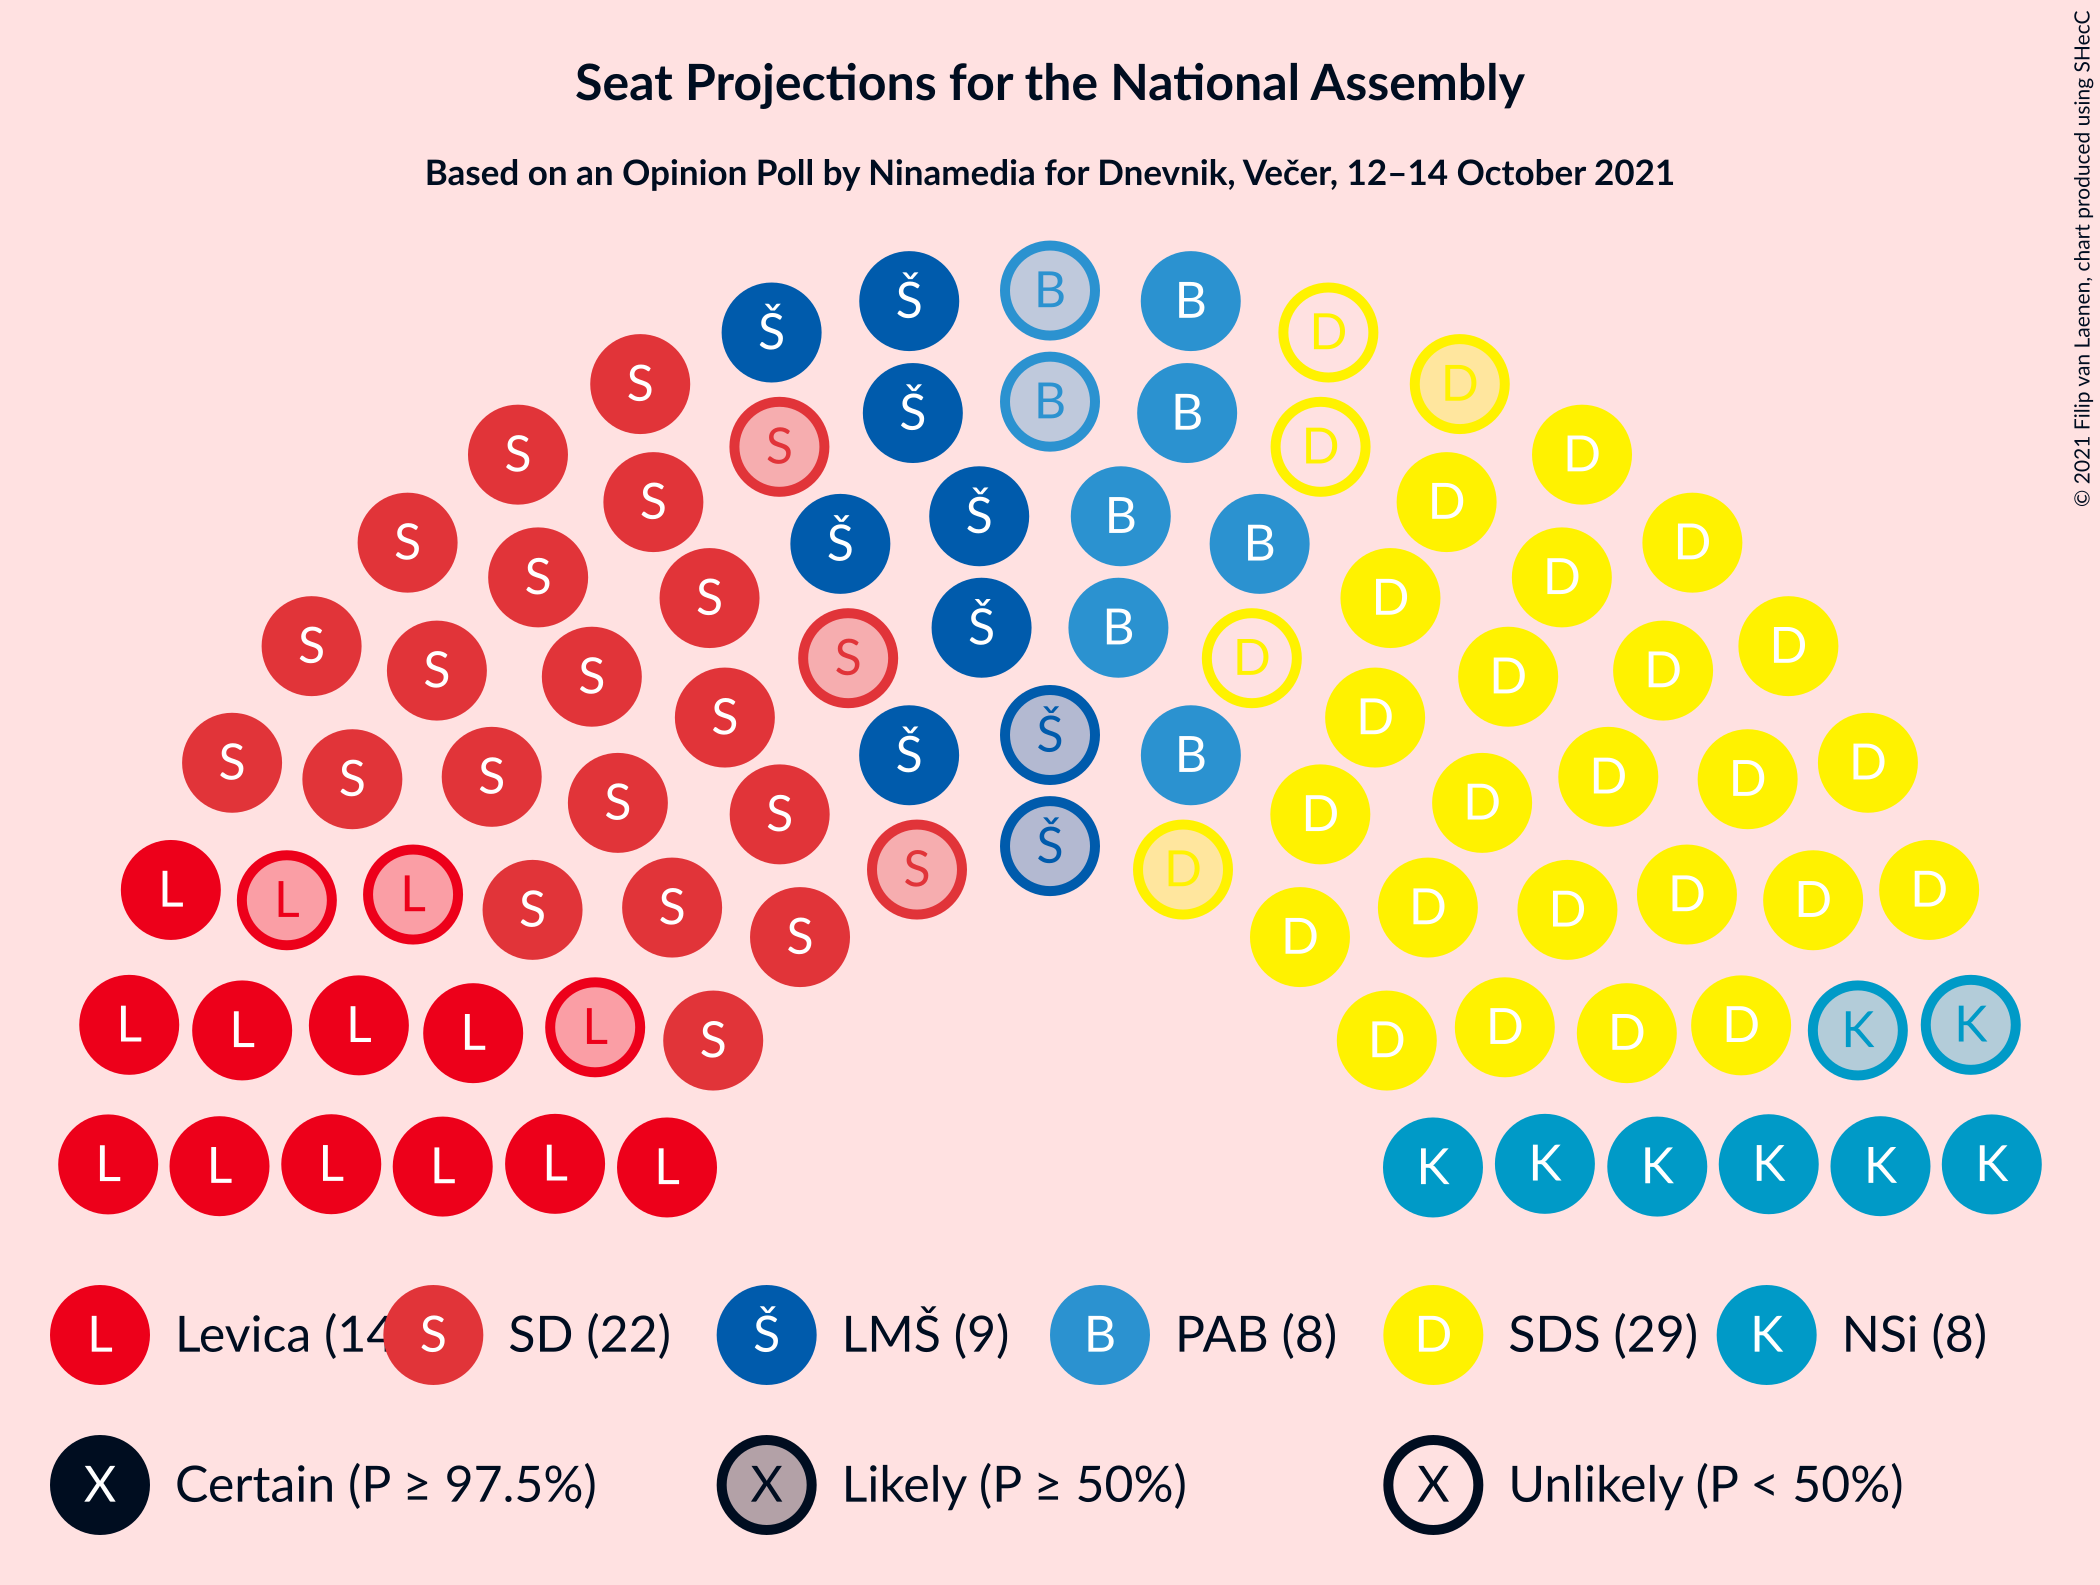 Seat Projections for the National Assembly
Based on an Opinion Poll by Ninamedia for Dnevnik, Večer, 12–14 October 2021
© 2021 Filip van Laenen, chart produced using SHecC
Š Š B B D
S Š B B D
S S D D
S Š Š B B D
S S D D
S Š B D
S S D D
S S D D
S S D D
S Š Š B D
S S D D
S S S S S D D D D D
L L L S S S S Š D D D D D D D
L L L L L S D D D D K K
L L L L L L K K K K K K
L Levica (14 S SD (22) Š LMŠ (9) B PAB (8) D SDS (29) K NSi (8)
X Certain (P ≥ 97.5%) X Likely (P ≥ 50%) X Unlikely (P < 50%)